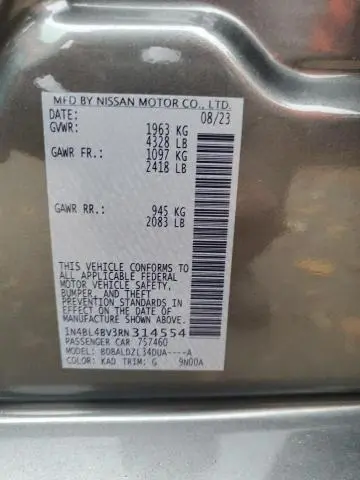 MFD BY NISSAN MOTOR CO., LTD.
DATE: 08/23
GVWR: 1963 KG
4328 LB
GAWR FR.: 1097 KG
2418 LB
GAWR RR.: 945 KG
2083 LB
THIS VEHICLE CONFORMS TO
ALL APPLICABLE FEDERAL
MOTOR VEHICLE SAFETY,
BUMPER, AND THEFT
PREVENTION STANDARDS
IN EFFECT ON THE DATE OF
MANUFACTURE SHOWN ABOVE.
1N4BL4BV3RN314554
PASSENGER CAR 7S7460
MODEL: BDBALDZL34DUA----A
COLOR: KAD TRIM: G 9N00A